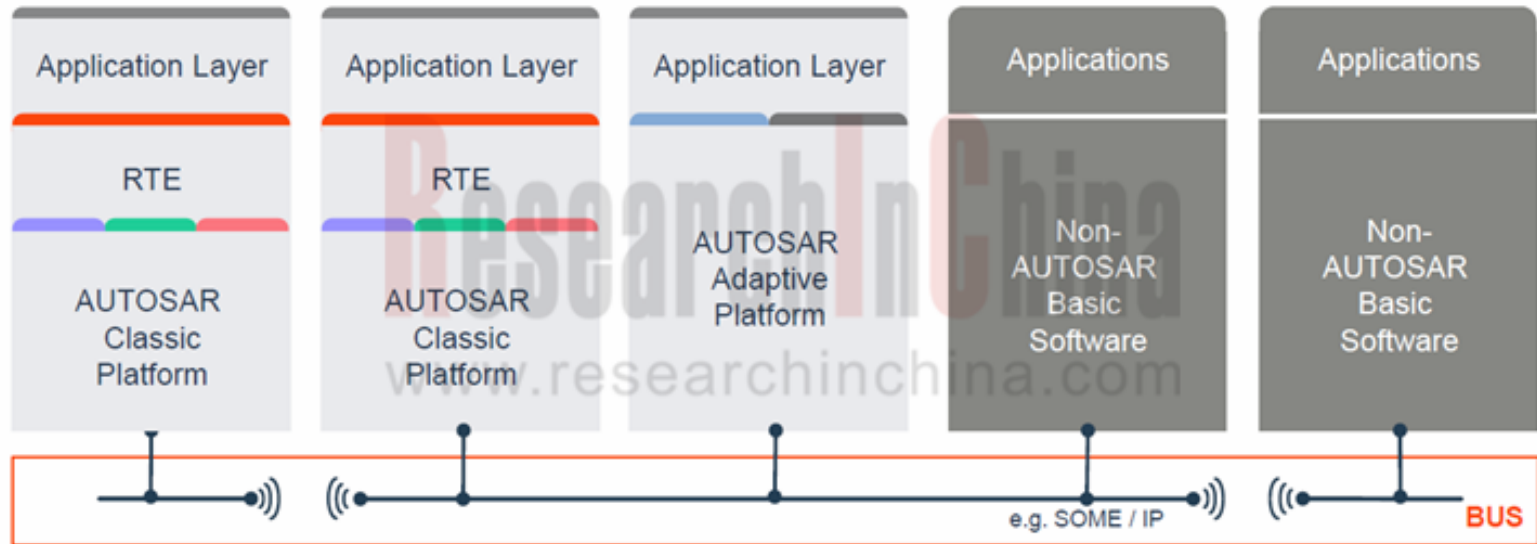 Application Layer
RTE
AUTOSAR
Classic
Platform
Application Layer
RTE
AUTOSAR
Classic
Platform
Application Layer
AUTOSAR
Adaptive
Platform
Applications
Non-
AUTOSAR
Basic
Software
Applications
Non-
AUTOSAR
Basic
Software
ResearchInChina
www.researchinchina.com
e.g. SOME / IP
BUS